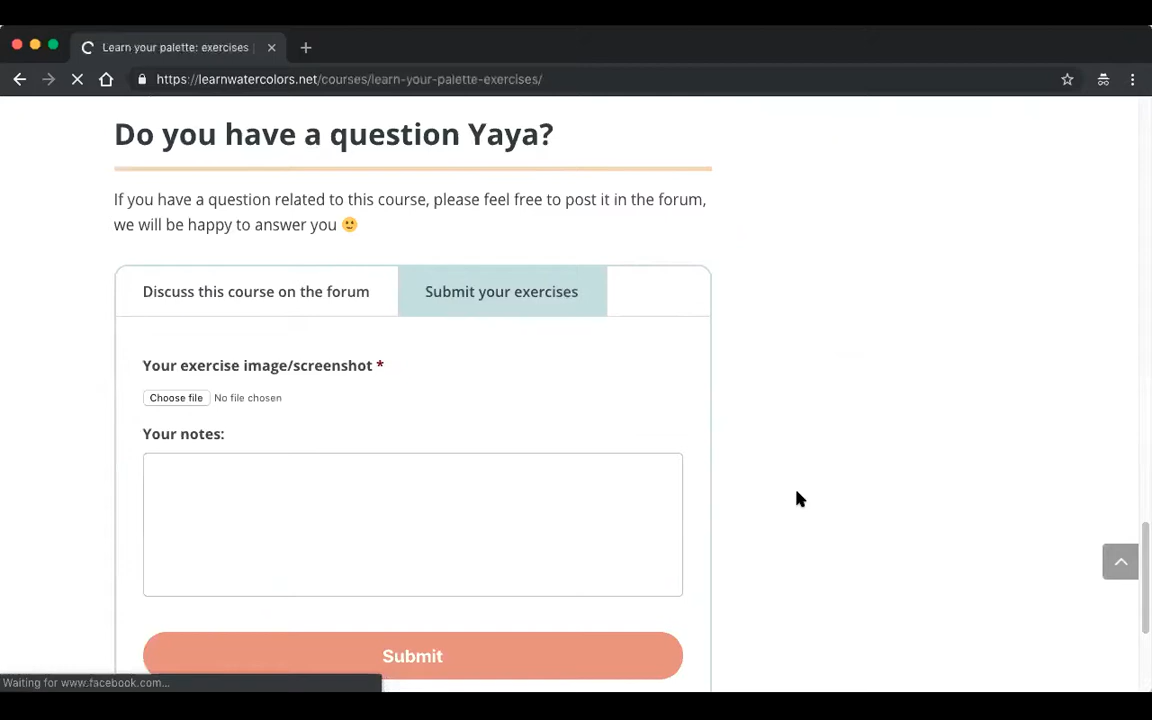 Learn your palette: exercises
https://learnwatercolors.net/courses/learn-your-palette-exercises/
Do you have a question Yaya?
If you have a question related to this course, please feel free to post it in the forum,
we will be happy to answer you 🙂
Discuss this course on the forum
Submit your exercises
Your exercise image/screenshot *
Choose file No file chosen
Your notes:
Submit
Waiting for www.facebook.com...